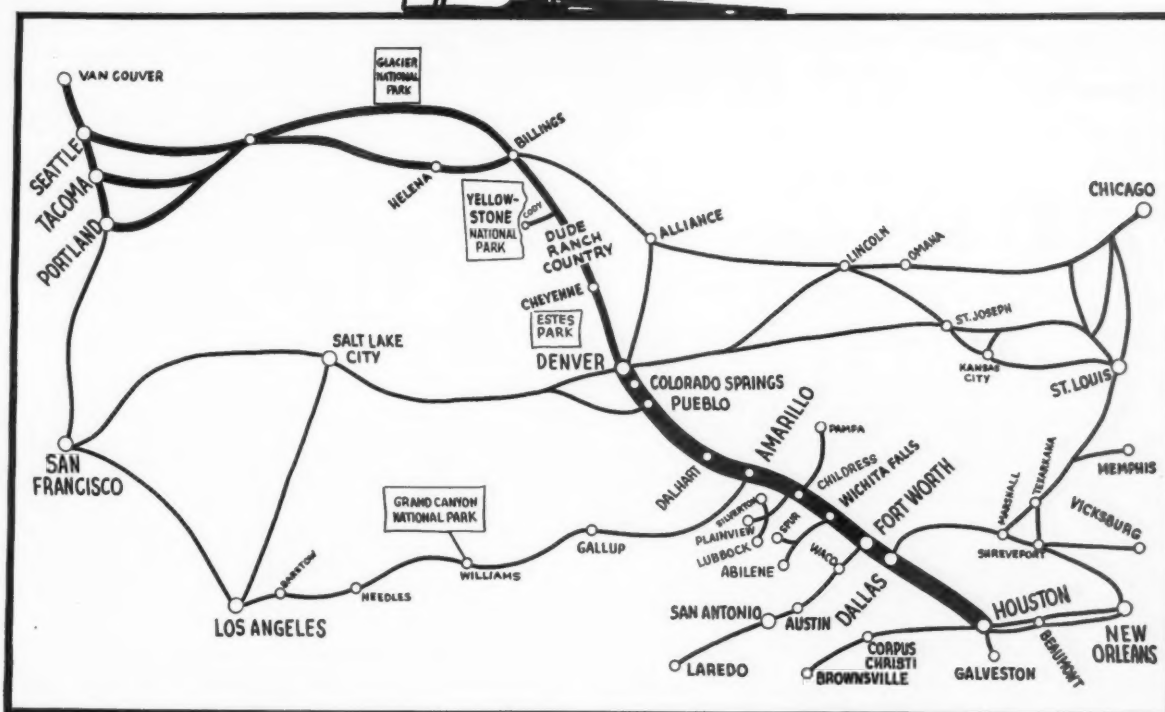 VAN COUVER
SEATTLE
TACOMA
PORTLAND
GLACIER
NATIONAL
PARK
HELENA
BILLINGS
YELLOW-
STONE
NATIONAL
PARK
CODY
DUDE
RANCH
COUNTRY
ALLIANCE
LINCOLN
OMANA
CHICAGO
CHEYENNE
ESTES
PARK
DENVER
SALT LAKE
CITY
ST. JOSEPH
KANSAS
CITY
ST. LOUIS
COLORADO SPRINGS
PUEBLO
SAN
FRANCISCO
DALHART
AMARILLO
PAMPA
CHILDRESS
WICHITA FALLS
FORT WORTH
SILVERTON
PLAINVIEW
LUBBOCK
SPUR
ABILENE
WACO
DALLAS
MARSHALL
TEXARKANA
MEMPHIS
VICKSBURG
SHREVEPORT
GRAND CANYON
NATIONAL PARK
GALLUP
WILLIAMS
NEEDLES
BARSTOW
LOS ANGELES
SAN ANTONIO
AUSTIN
LAREDO
CORPUS
CHRISTI
BROWNSVILLE
HOUSTON
GALVESTON
BEAUMONT
NEW
ORLEANS